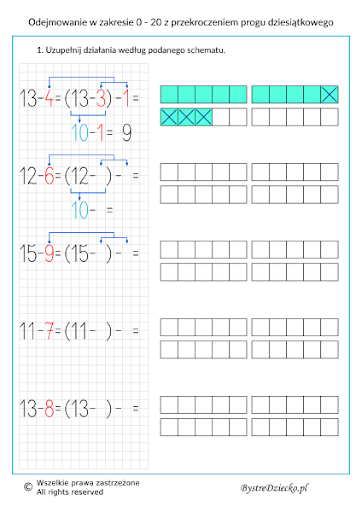 Odejmowanie w zakresie 0 - 20 z przekroczeniem progu dziesiątkowego
1. Uzupełnij działania według podanego schematu.
13-4=(13-3)-1=
10-1= 9
12-6=(12- )- =
10- =
15-9=(15- )- =
11-7=(11- )- =
13-8=(13- )- =
© Wszelkie prawa zastrzeżone
All rights reserved
BystreDziecko.pl